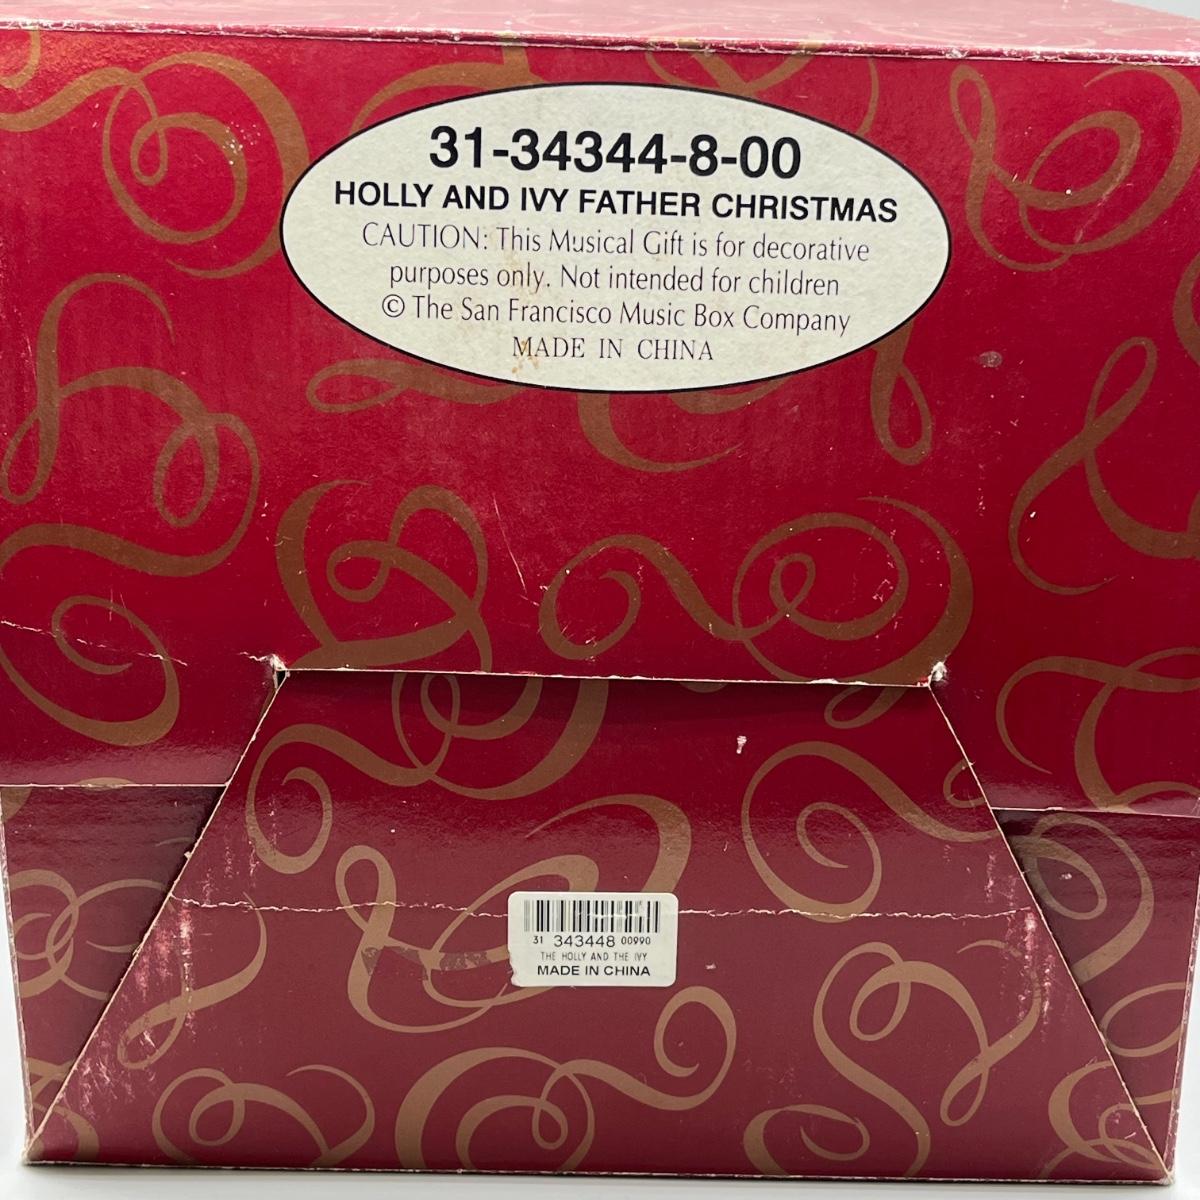 31-34344-8-00
HOLLY AND IVY FATHER CHRISTMAS
CAUTION: This Musical Gift is for decorative
purposes only. Not intended for children
© The San Francisco Music Box Company
MADE IN CHINA
31 343448 00990
THE HOLLY AND THE IVY
MADE IN CHINA